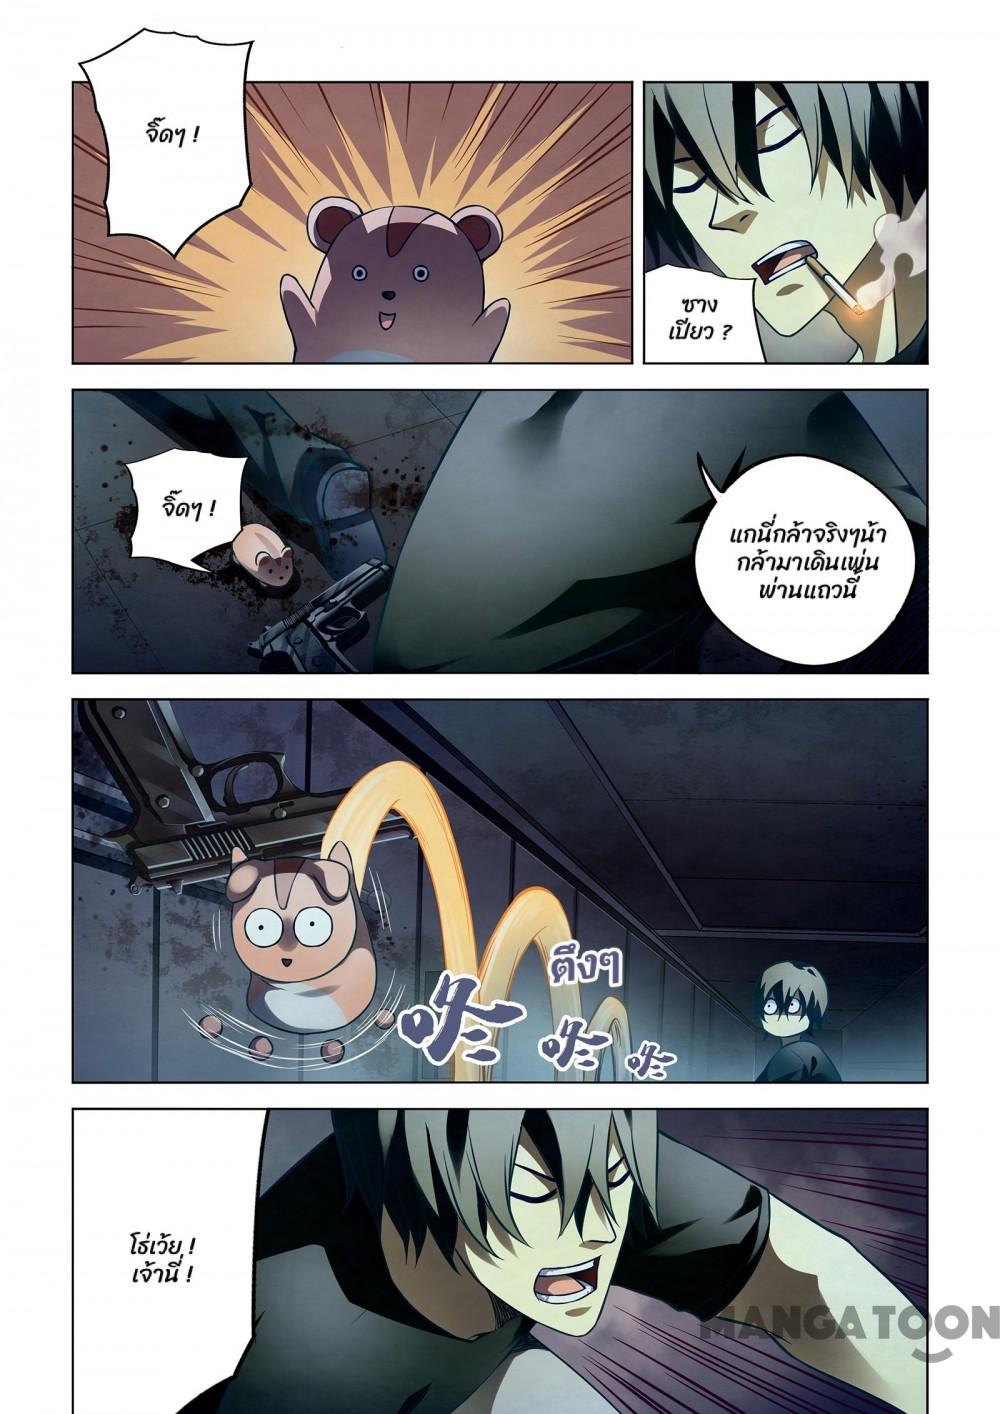 จี๊ดๆ !
ซาง
เปียว ?
จี๊ดๆ !
แกนี่กล้าจริงๆน้า
กล้ามาเดินเพ่น
พ่านแถวนี้
ตึงๆ
咚 咚 咚
โธ่เว้ย !
เจ้านี่ !
MANGATOON